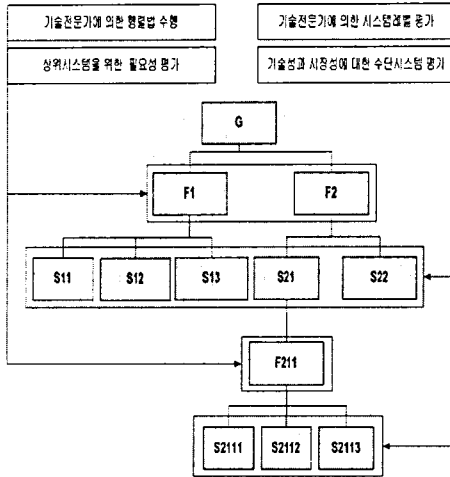 기술전문가에 의한 행렬법 수행
기술전문가에 의한 시스템레벨 평가
상위시스템을 위한 필요성 평가
기술성과 시장성에 대한 수단시스템 평가
G
F1
F2
S11
S12
S13
S21
S22
F211
S2111
S2112
S2113